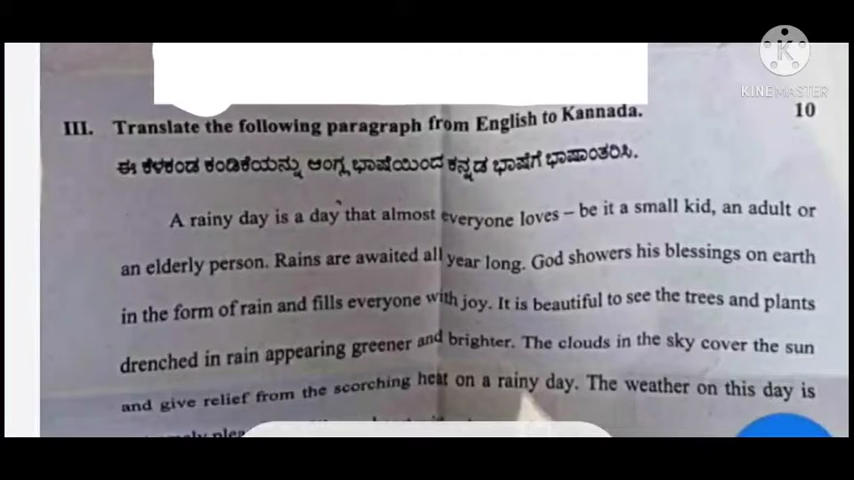 KINEMASTER
III. Translate the following paragraph from English to Kannada. 10
ಈ ಕೆಳಕಂಡ ಕಂಡಿಕೆಯನ್ನು ಆಂಗ್ಲ ಭಾಷೆಯಿಂದ ಕನ್ನಡ ಭಾಷೆಗೆ ಭಾಷಾಂತರಿಸಿ.
A rainy day is a day that almost everyone loves – be it a small kid, an adult or
an elderly person. Rains are awaited all year long. God showers his blessings on earth
in the form of rain and fills everyone with joy. It is beautiful to see the trees and plants
drenched in rain appearing greener and brighter. The clouds in the sky cover the sun
and give relief from the scorching heat on a rainy day. The weather on this day is